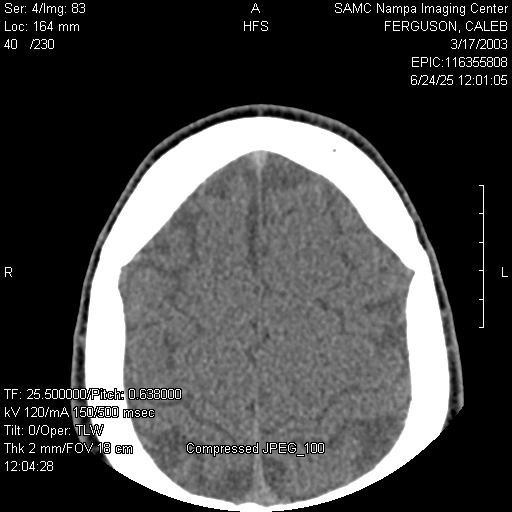 Ser: 4/Img: 83
Loc: 164 mm
40 /230
A
HFS
SAMC Nampa Imaging Center
FERGUSON, CALEB
3/17/2003
EPIC:116355808
6/24/25 12:01:05
R
L
TF: 25.500000/Pitch: 0.638000
kV 120/mA 150/500 msec
Tilt: 0/Oper: TLW
Thk 2 mm/FOV 18 cm
12:04:28
Compressed JPEG_100